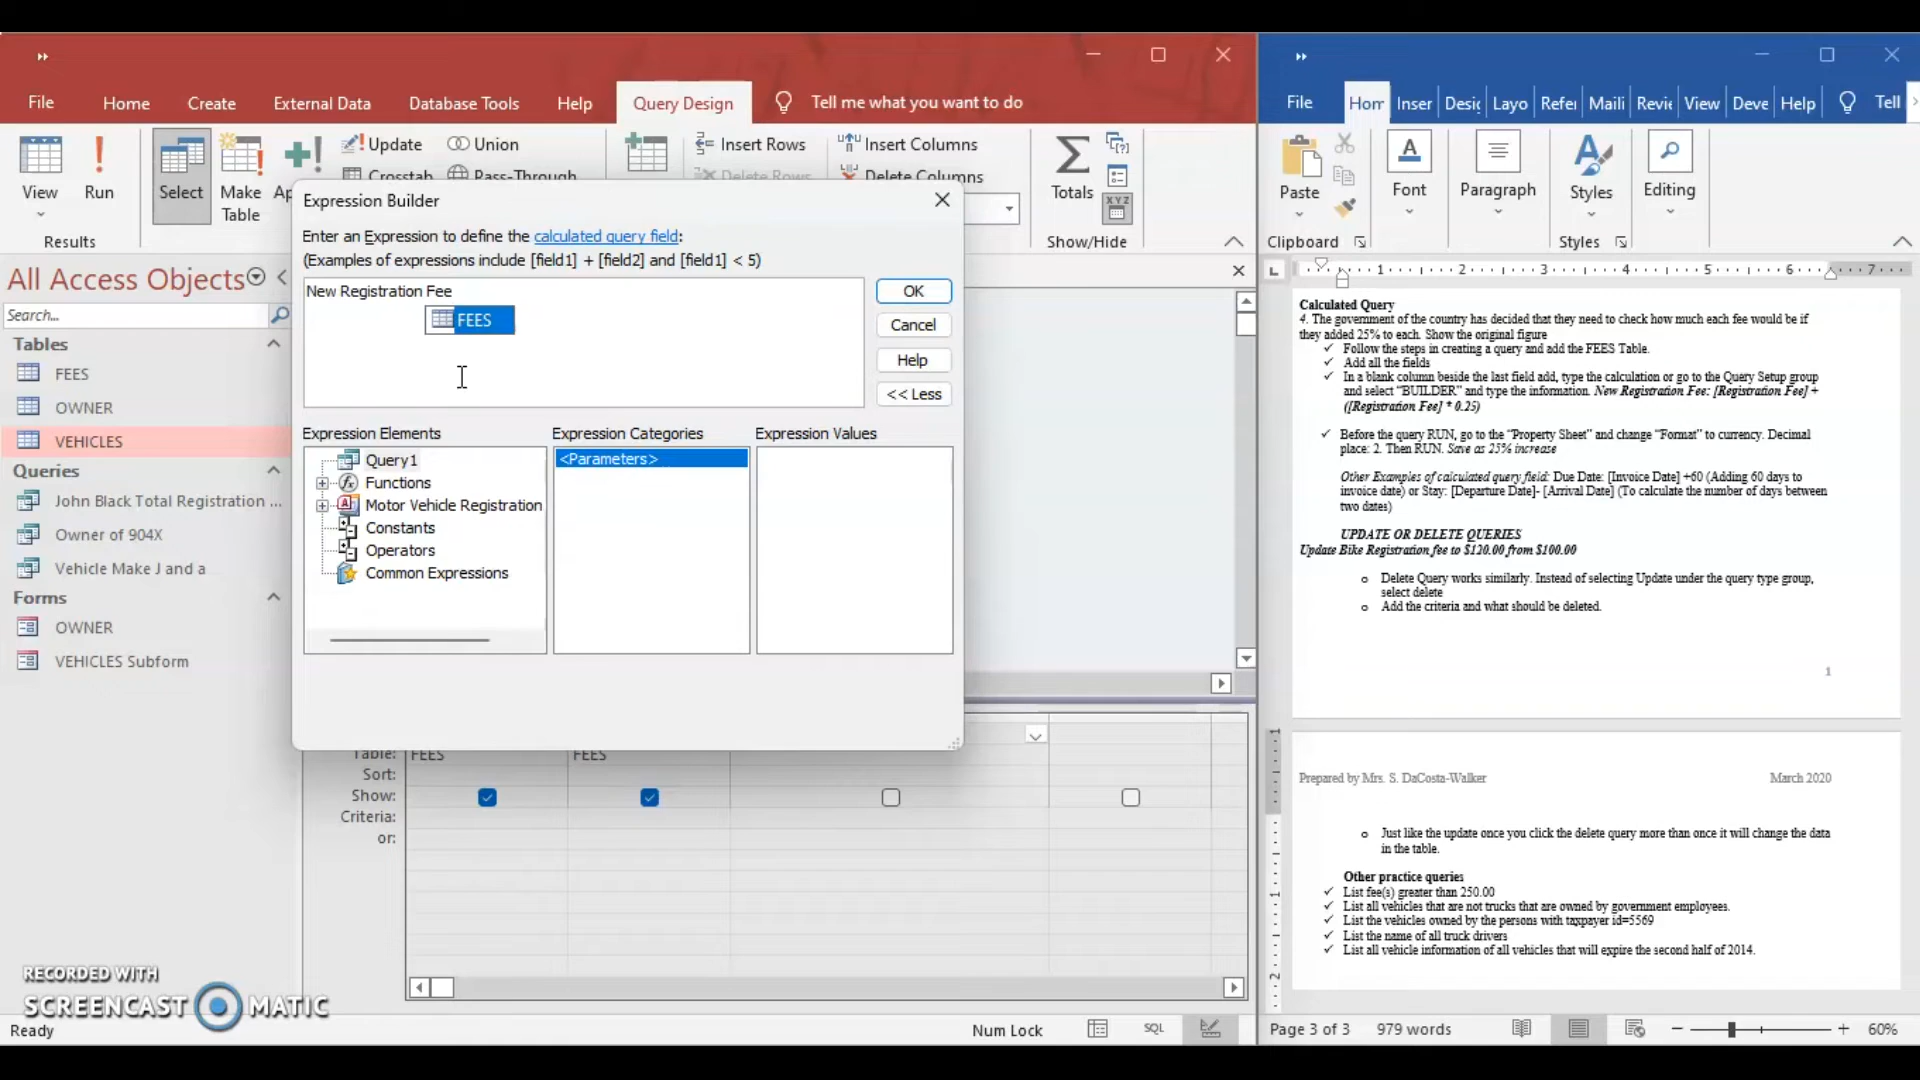 File
Home
Create
External Data
Database Tools
Help
Query Design
Tell me what you want to do
View
Run
Select
Make
Table
Update
Crosstab
Union
Pass-Through
Insert Rows
Delete Rows
Insert Columns
Delete Columns
Totals
Results
Show/Hide
All Access Objects
Search...
Tables
FEES
OWNER
VEHICLES
Queries
John Black Total Registration ...
Owner of 904X
Vehicle Make J and a
Forms
OWNER
VEHICLES Subform
Expression Builder
Enter an Expression to define the calculated query field:
(Examples of expressions include [field1] + [field2] and [field1] < 5)
New Registration Fee
FEES
OK
Cancel
Help
<< Less
Expression Elements
Expression Categories
Expression Values
Query1
Functions
Motor Vehicle Registration
Constants
Operators
Common Expressions
<Parameters>
Table:
FEES
FEES
Sort:
Show:
Criteria:
or:
RECORDED WITH
SCREENCAST MATIC
Ready
Num Lock
SQL
File
Hom
Inser
Desig
Layo
Refer
Maili
Revie
View
Deve
Help
Tell
Paste
Font
Paragraph
Styles
Editing
Clipboard
Styles
1 2 3 4 5 6 7
Calculated Query
4. The government of the country has decided that they need to check how much each fee would be if
they added 25% to each. Show the original figure
✓ Follow the steps in creating a query and add the FEES Table.
✓ Add all the fields
✓ In a blank column beside the last field add, type the calculation or go to the Query Setup group
and select “BUILDER” and type the information. New Registration Fee: [Registration Fee] +
([Registration Fee] * 0.25)
✓ Before the query RUN, go to the “Property Sheet” and change “Format” to currency. Decimal
place: 2. Then RUN. Save as 25% increase
Other Examples of calculated query field: Due Date: [Invoice Date] +60 (Adding 60 days to
invoice date) or Stay: [Departure Date]- [Arrival Date] (To calculate the number of days between
two dates)
UPDATE OR DELETE QUERIES
Update Bike Registration fee to $120.00 from $100.00
o Delete Query works similarly. Instead of selecting Update under the query type group,
select delete
o Add the criteria and what should be deleted.
1
Prepared by Mrs. S. DaCosta-Walker
March 2020
o Just like the update once you click the delete query more than once it will change the data
in the table.
Other practice queries
✓ List fee(s) greater than 250.00
✓ List all vehicles that are not trucks that are owned by government employees.
✓ List the vehicles owned by the persons with taxpayer id=5569
✓ List the name of all truck drivers
✓ List all vehicle information of all vehicles that will expire the second half of 2014.
Page 3 of 3
979 words
60%